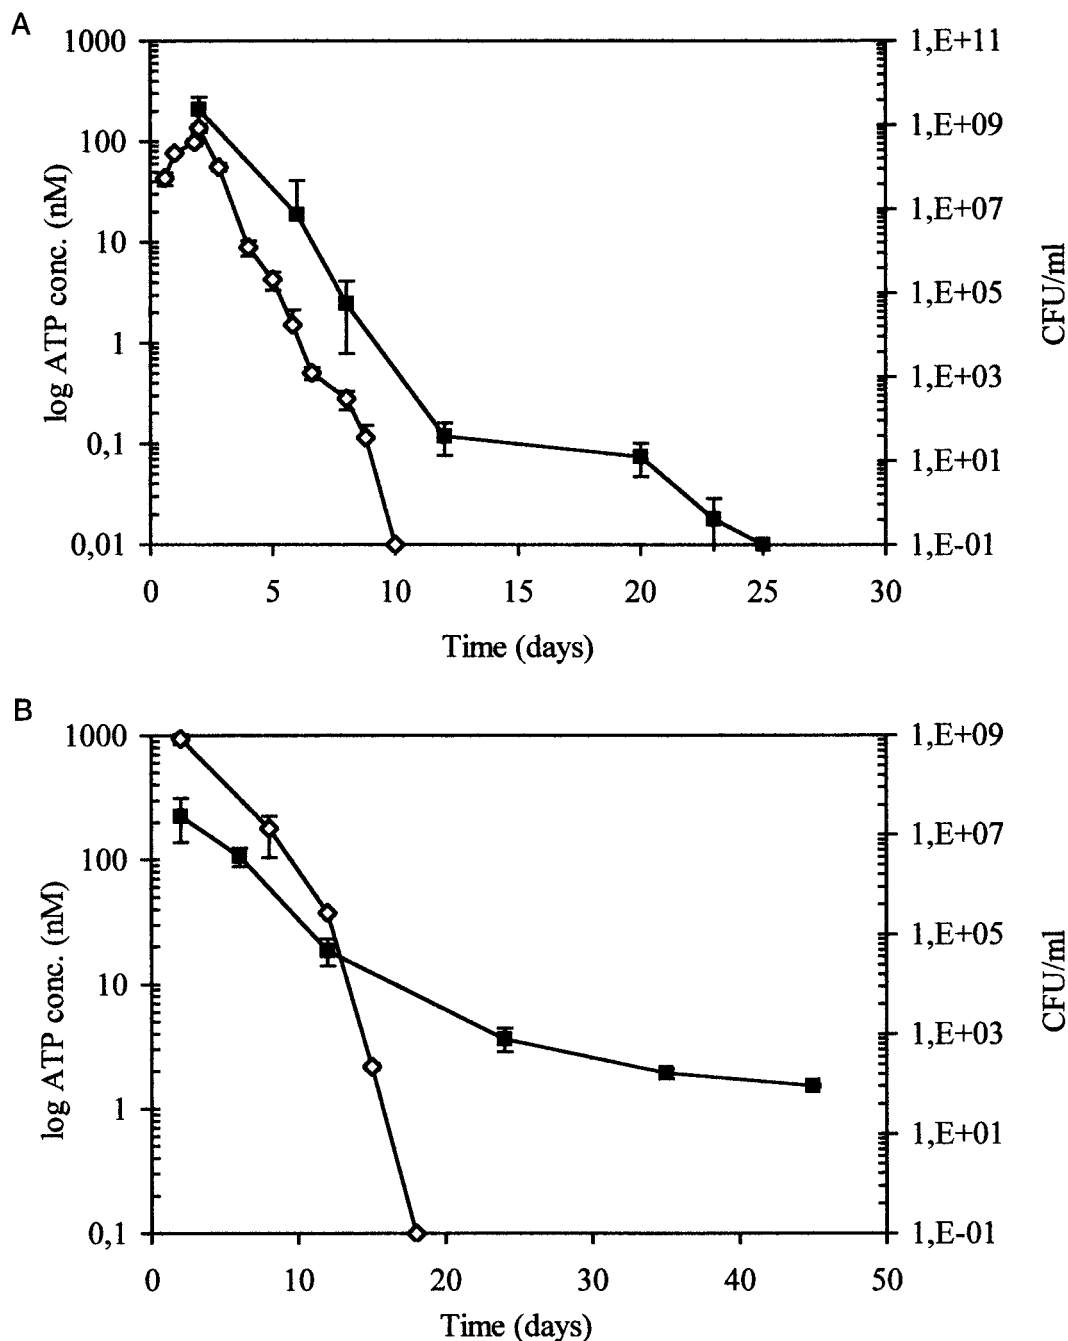 A
1000
100
10
1
0,1
0,01
log ATP conc. (nM)
1,E+11
1,E+09
1,E+07
1,E+05
1,E+03
1,E+01
1,E-01
CFU/ml
0 5 10 15 20 25 30
Time (days)
B
1000
100
10
1
0,1
log ATP conc. (nM)
1,E+09
1,E+07
1,E+05
1,E+03
1,E+01
1,E-01
CFU/ml
0 10 20 30 40 50
Time (days)